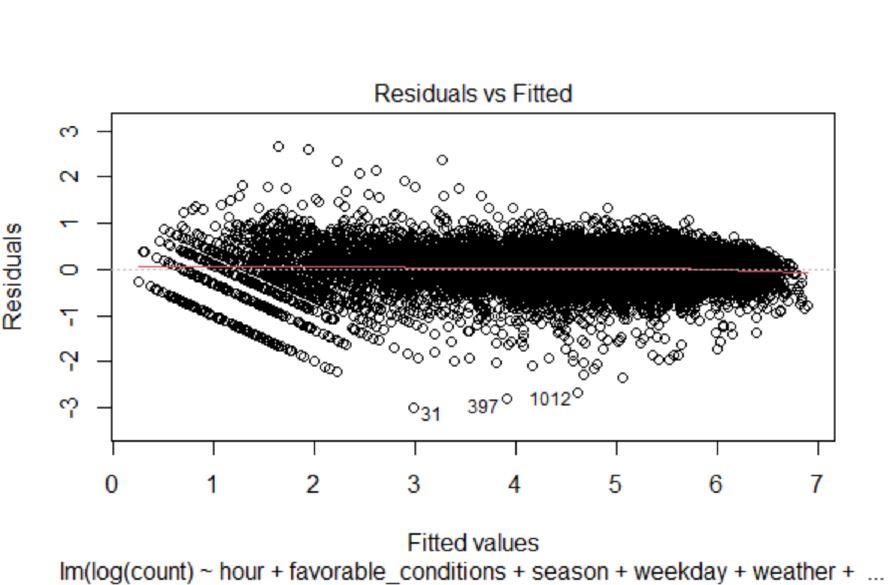 Residuals vs Fitted
Residuals
3
2
1
0
-1
-2
-3
31
397
1012
0 1 2 3 4 5 6 7
Fitted values
lm(log(count) ~ hour + favorable_conditions + season + weekday + weather + ...